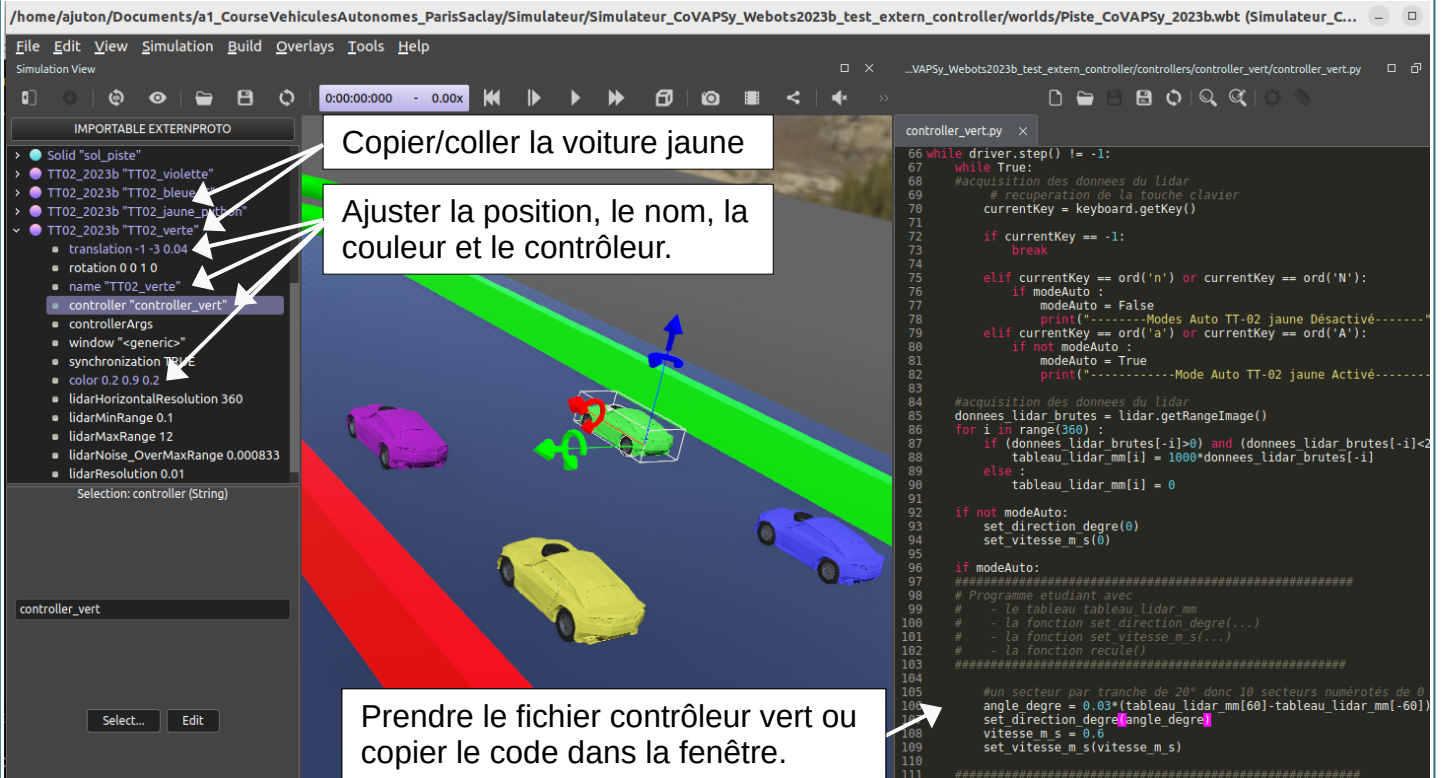 /home/ajuton/Documents/a1_CourseVehiculesAutonomes_ParisSaclay/Simulateur/Simulateur_CoVAPSy_Webots2023b_test_extern_controller/worlds/Piste_CoVAPSy_2023b.wbt (Simulateur_C...
File Edit View Simulation Build Overlays Tools Help
Simulation View
0:00:00:000 - 0.00x
IMPORTABLE EXTERNPROTO
Solid "sol_piste"
TT02_2023b "TT02_violette"
TT02_2023b "TT02_bleue"
TT02_2023b "TT02_jaune_python"
TT02_2023b "TT02_verte"
translation -1 -3 0.04
rotation 0 0 1 0
name "TT02_verte"
controller "controller_vert"
controllerArgs
window "<generic>"
synchronization TRUE
color 0.2 0.9 0.2
lidarHorizontalResolution 360
lidarMinRange 0.1
lidarMaxRange 12
lidarNoise_OverMaxRange 0.000833
lidarResolution 0.01
Selection: controller (String)
controller_vert
Select... Edit
Copier/coller la voiture jaune
Ajuster la position, le nom, la
couleur et le contrôleur.
Prendre le fichier contrôleur vert ou
copier le code dans la fenêtre.
...VAPSy_Webots2023b_test_extern_controller/controllers/controller_vert/controller_vert.py
controller_vert.py
66 while driver.step() != -1:
67 while True:
68 #acquisition des donnees du lidar
69 # recuperation de la touche clavier
70 currentKey = keyboard.getKey()
71
72 if currentKey == -1:
73 break
74
75 elif currentKey == ord('n') or currentKey == ord('N'):
76 if modeAuto :
77 modeAuto = False
78 print("--------Modes Auto TT-02 jaune Désactivé-------"
79 elif currentKey == ord('a') or currentKey == ord('A'):
80 if not modeAuto :
81 modeAuto = True
82 print("------------Mode Auto TT-02 jaune Activé--------
83
84 #acquisition des donnees du lidar
85 donnees_lidar_brutes = lidar.getRangeImage()
86 for i in range(360) :
87 if (donnees_lidar_brutes[-i]>0) and (donnees_lidar_brutes[-i]<2
88 tableau_lidar_mm[i] = 1000*donnees_lidar_brutes[-i]
89 else :
90 tableau_lidar_mm[i] = 0
91
92 if not modeAuto:
93 set_direction_degre(0)
94 set_vitesse_m_s(0)
95
96 if modeAuto:
97 ########################################################
98 # Programme etudiant avec
99 # - le tableau tableau_lidar_mm
100 # - la fonction set_direction_degre(...)
101 # - la fonction set_vitesse_m_s(...)
102 # - la fonction recule()
103 #######################################################
104
105 #un secteur par tranche de 20° donc 10 secteurs numérotés de 0
106 angle_degre = 0.03*(tableau_lidar_mm[60]-tableau_lidar_mm[-60])
107 set_direction_degre(angle_degre)
108 vitesse_m_s = 0.6
109 set_vitesse_m_s(vitesse_m_s)
110
111 #########################################################